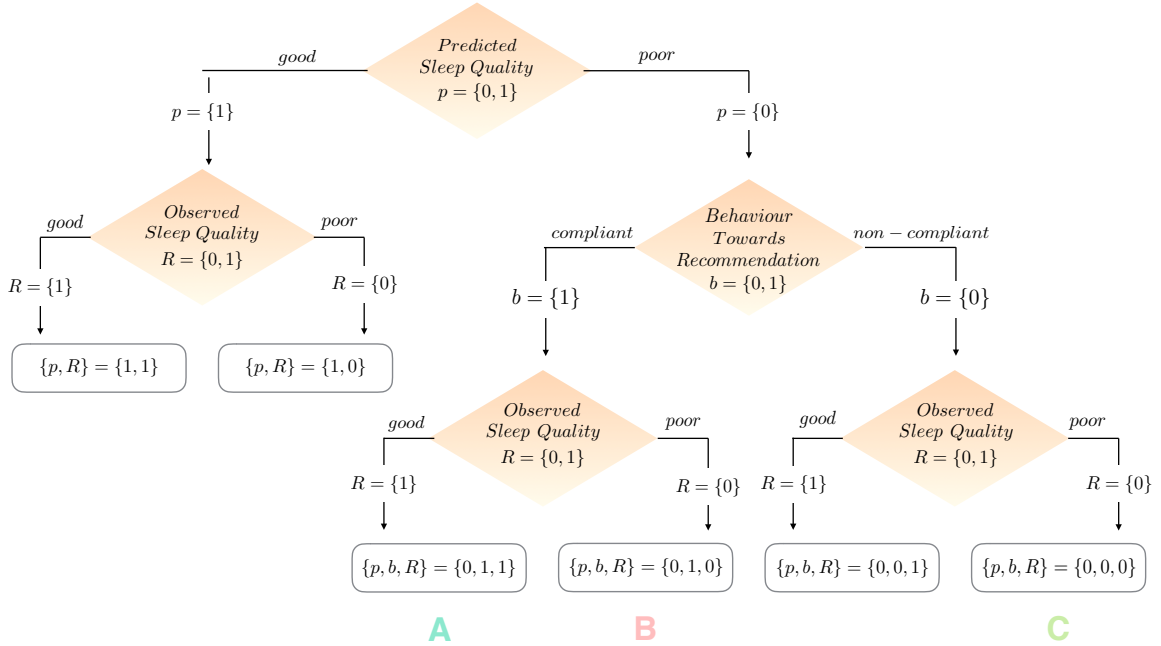 Predicted
Sleep Quality
p = {0, 1}
good
poor
p = {1}
p = {0}
Observed
Sleep Quality
R = {0, 1}
good
poor
R = {1}
R = {0}
{p, R} = {1, 1}
{p, R} = {1, 0}
Behaviour
Towards
Recommendation
b = {0, 1}
compliant
non − compliant
b = {1}
b = {0}
Observed
Sleep Quality
R = {0, 1}
good
poor
R = {1}
R = {0}
Observed
Sleep Quality
R = {0, 1}
good
poor
R = {1}
R = {0}
{p, b, R} = {0, 1, 1}
{p, b, R} = {0, 1, 0}
{p, b, R} = {0, 0, 1}
{p, b, R} = {0, 0, 0}
A
B
C